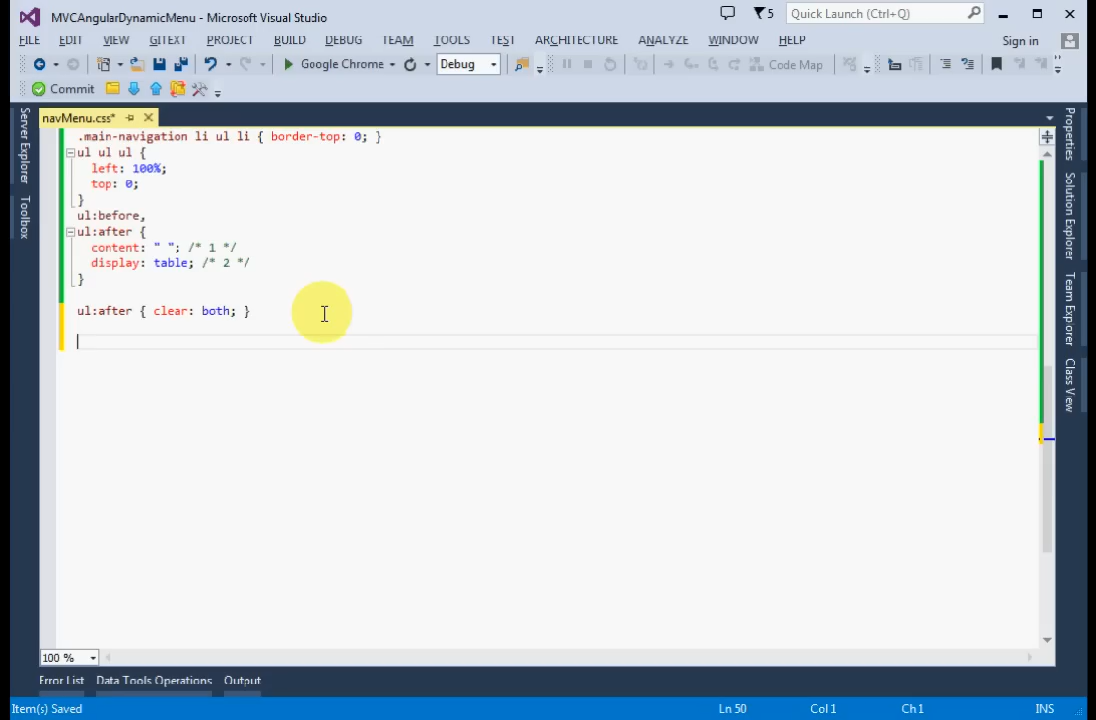 MVCAngularDynamicMenu - Microsoft Visual Studio
5
Quick Launch (Ctrl+Q)
FILE EDIT VIEW GITEXT PROJECT BUILD DEBUG TEAM TOOLS TEST ARCHITECTURE ANALYZE WINDOW HELP Sign in
Google Chrome Debug Code Map
Commit
navMenu.css*
.main-navigation li ul li { border-top: 0; }
ul ul ul {
left: 100%;
top: 0;
}
ul:before,
ul:after {
content: " "; /* 1 */
display: table; /* 2 */
}
ul:after { clear: both; }
Server Explorer
Toolbox
Properties
Solution Explorer
Team Explorer
Class View
100 %
Error List Data Tools Operations Output
Item(s) Saved Ln 50 Col 1 Ch 1 INS